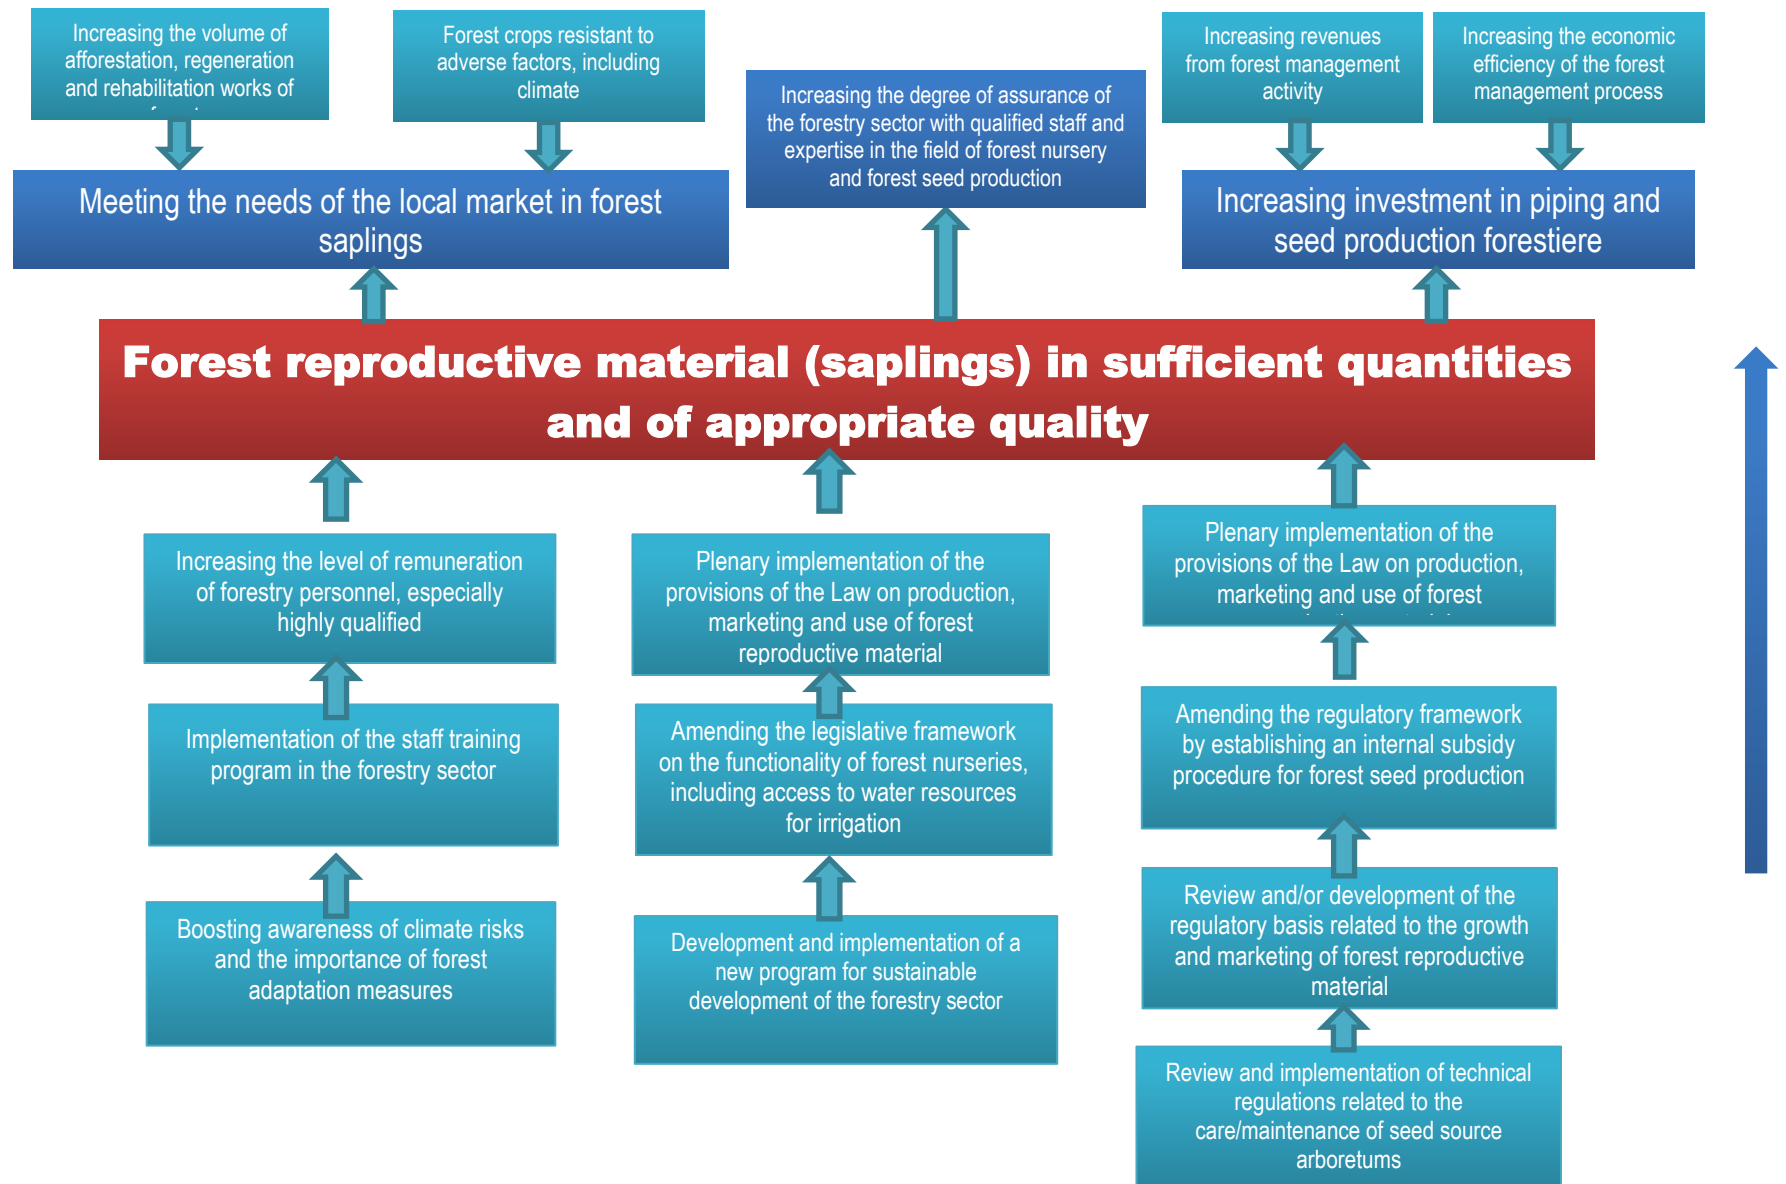 Increasing the volume of
afforestation, regeneration
and rehabilitation works of
Forest crops resistant to
adverse factors, including
climate
Increasing the degree of assurance of
the forestry sector with qualified staff and
expertise in the field of forest nursery
and forest seed production
Increasing revenues
from forest management
activity
Increasing the economic
efficiency of the forest
management process
Meeting the needs of the local market in forest
saplings
Increasing investment in piping and
seed production forestiere
Forest reproductive material (saplings) in sufficient quantities
and of appropriate quality
Increasing the level of remuneration
of forestry personnel, especially
highly qualified
Implementation of the staff training
program in the forestry sector
Boosting awareness of climate risks
and the importance of forest
adaptation measures
Plenary implementation of the
provisions of the Law on production,
marketing and use of forest
reproductive material
Amending the legislative framework
on the functionality of forest nurseries,
including access to water resources
for irrigation
Development and implementation of a
new program for sustainable
development of the forestry sector
Plenary implementation of the
provisions of the Law on production,
marketing and use of forest
Amending the regulatory framework
by establishing an internal subsidy
procedure for forest seed production
Review and/or development of the
regulatory basis related to the growth
and marketing of forest reproductive
material
Review and implementation of technical
regulations related to the
care/maintenance of seed source
arboretums